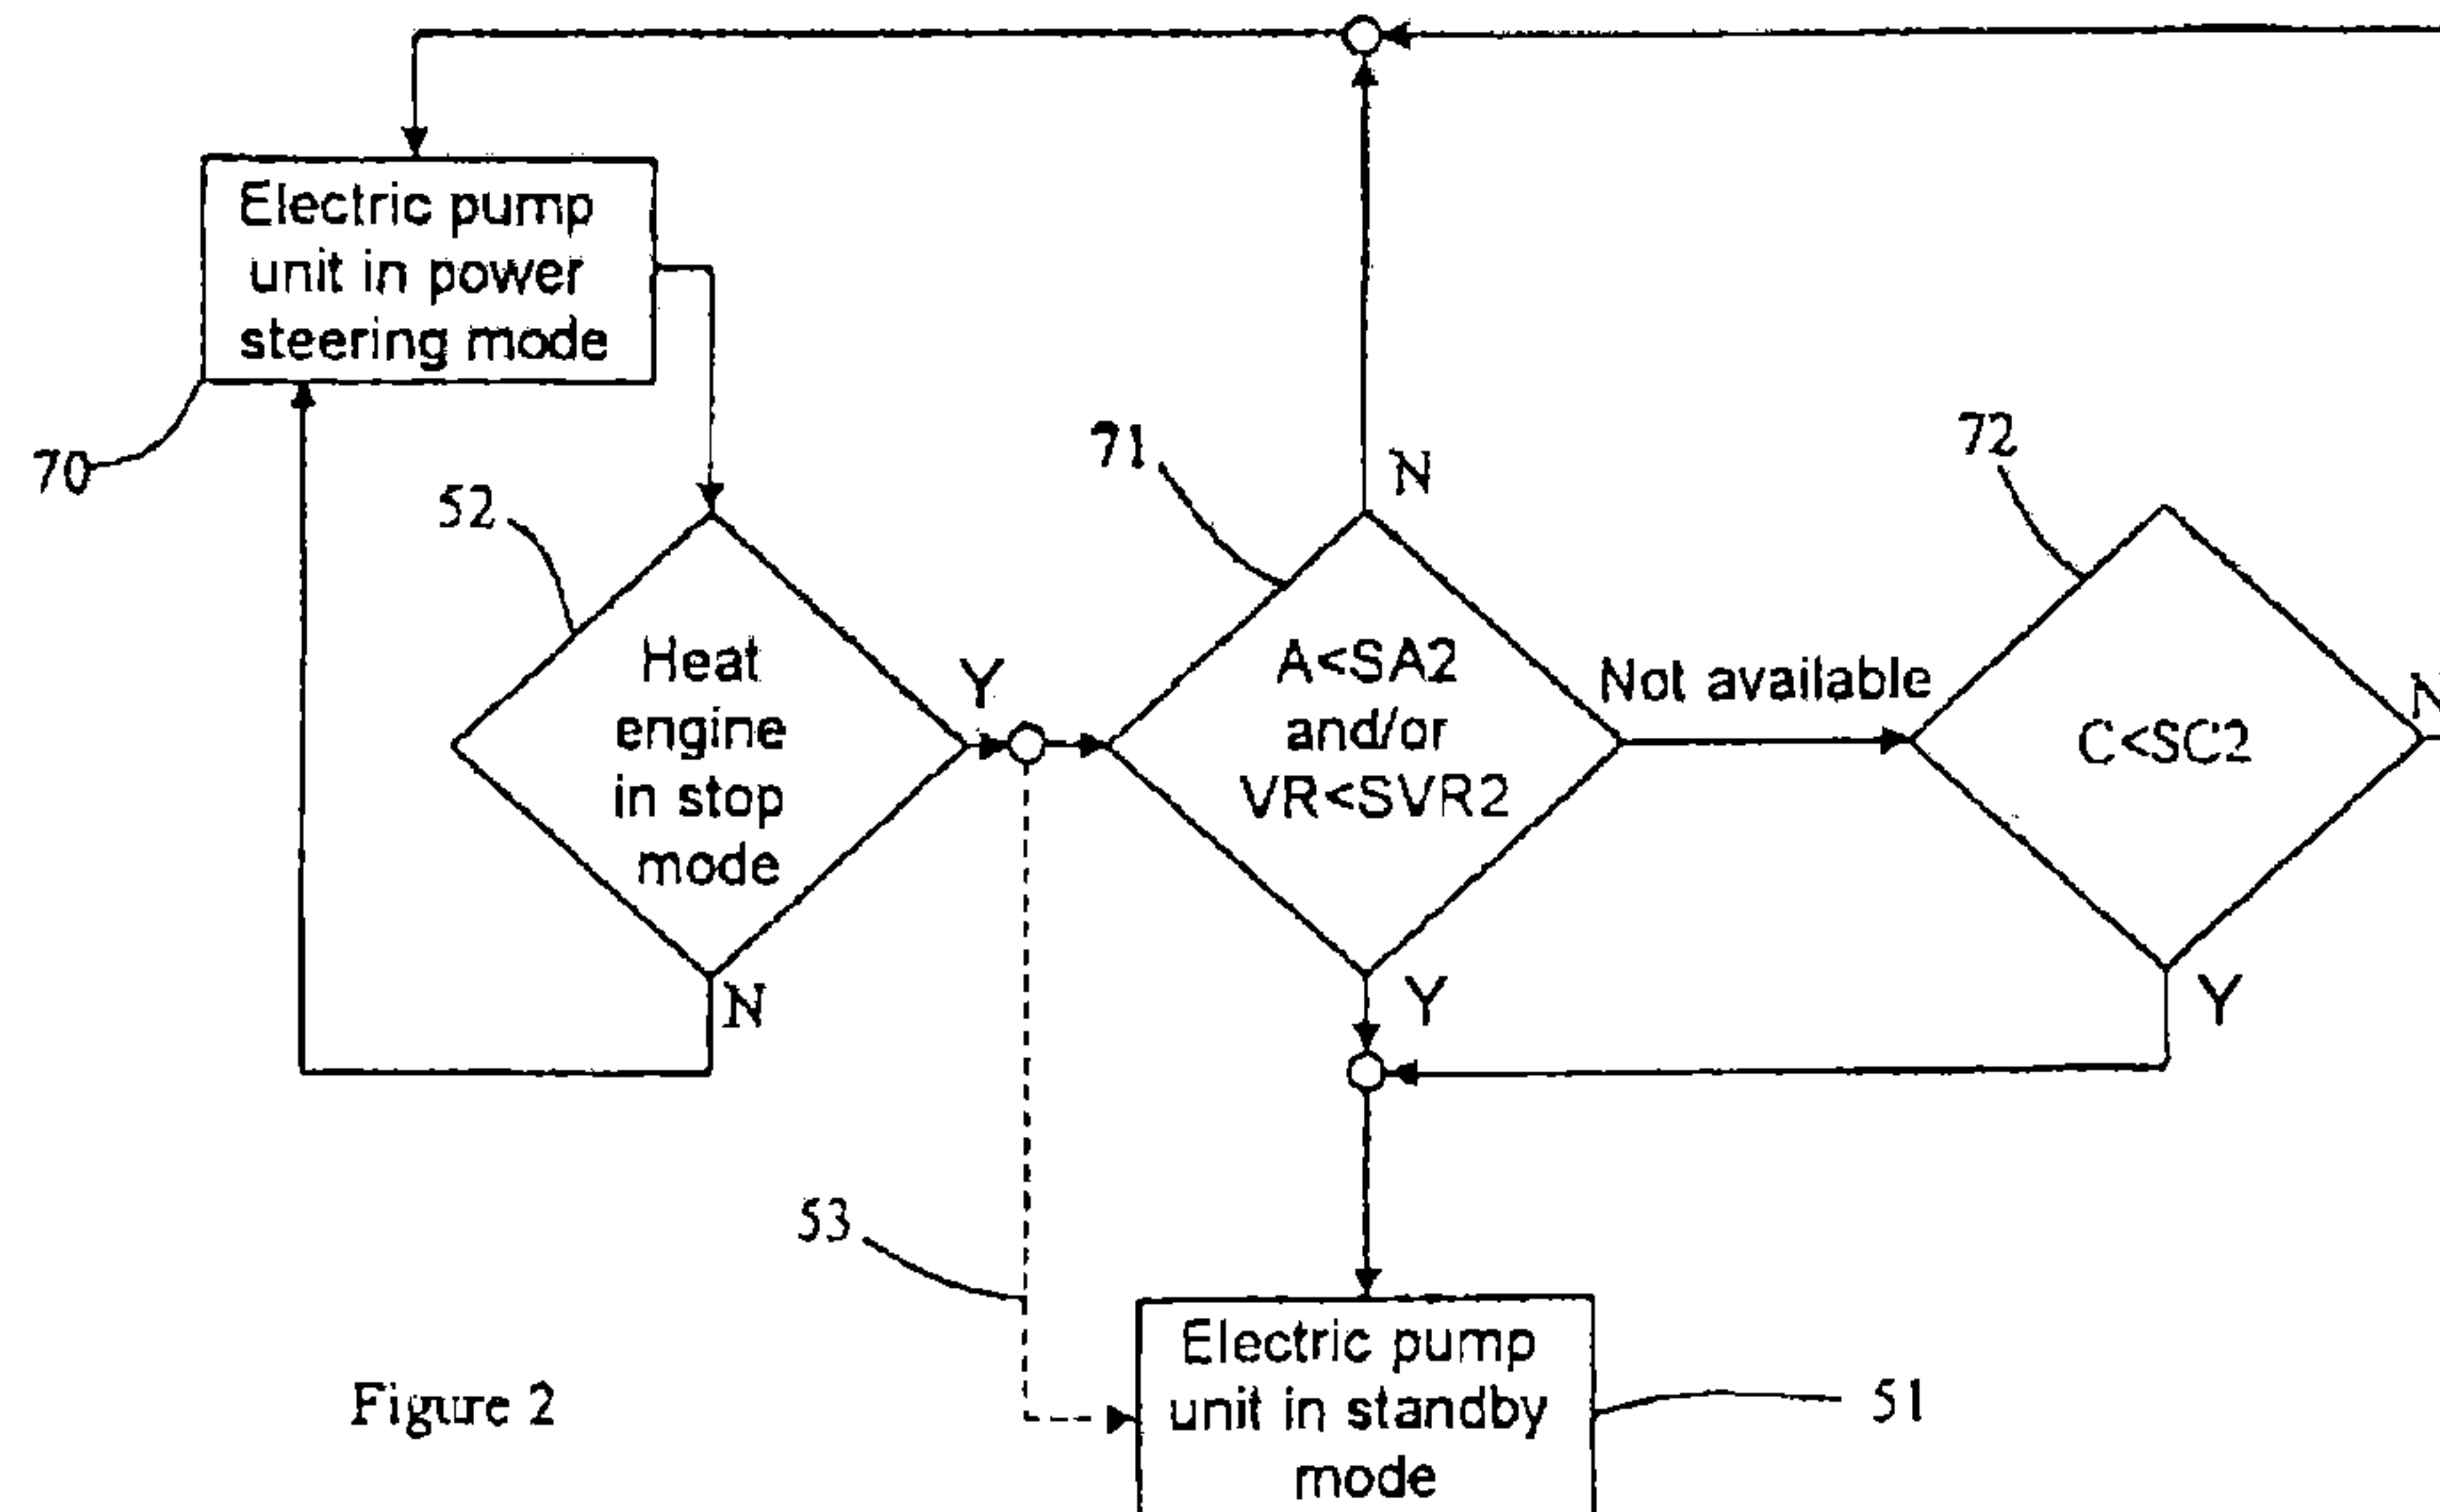 Electric pump
unit in power
steering mode
70
52
71
N
72
Heat
engine
in stop
mode
Y
A<SA2
and/or
VR<SVR2
Not available
C<SC2
N
N
Y
Y
53
Electric pump
unit in standby
mode
51
Figure 2